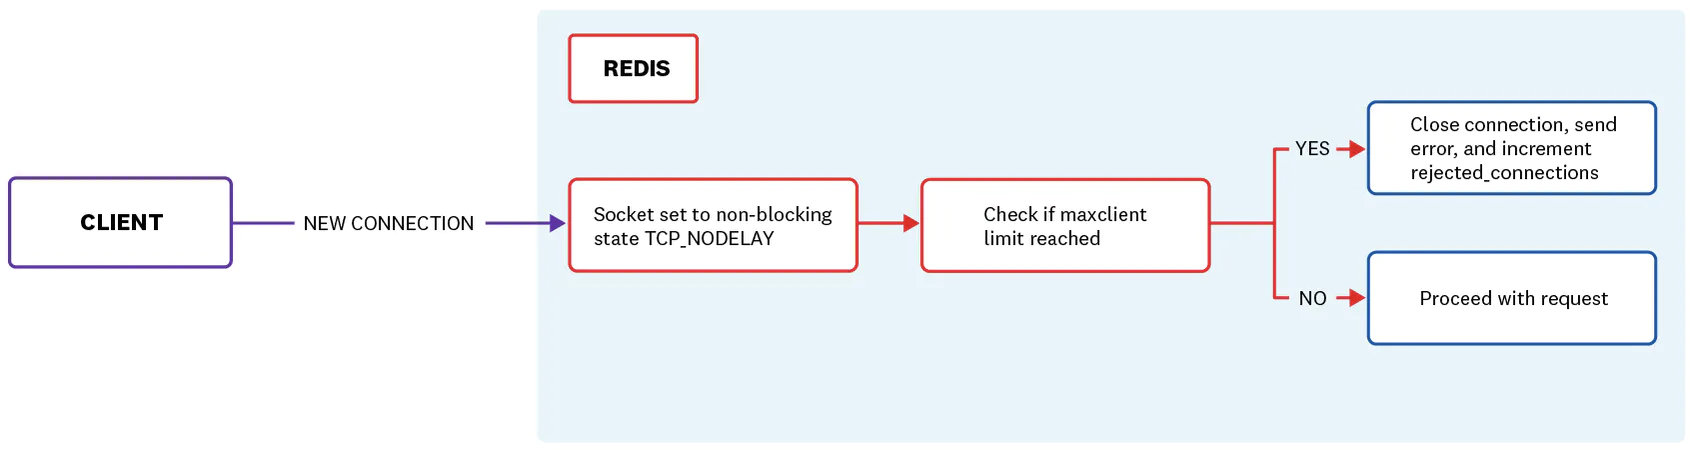 REDIS
CLIENT
NEW CONNECTION
Socket set to non-blocking
state TCP_NODELAY
Check if maxclient
limit reached
YES
Close connection, send
error, and increment
rejected_connections
NO
Proceed with request